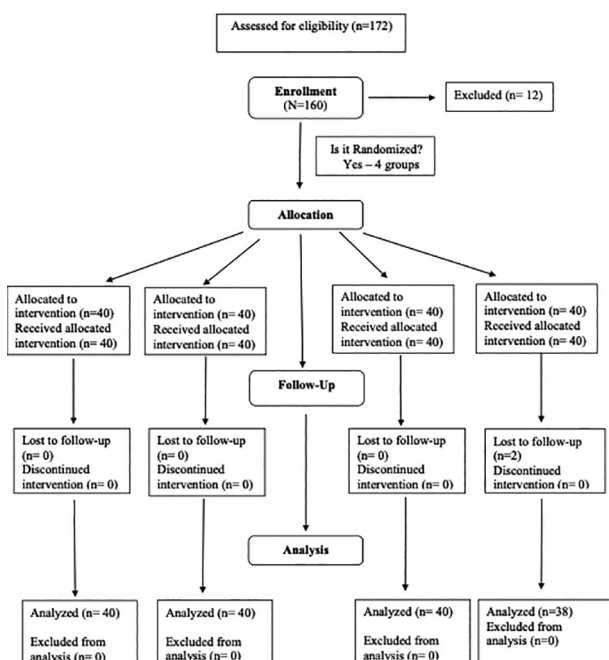 Assessed for eligibility (n=172)
Enrollment
(N=160)
Excluded (n= 12)
Is it Randomized?
Yes – 4 groups
Allocation
Allocated to
intervention (n=40)
Received allocated
intervention (n= 40)
Allocated to
intervention (n= 40)
Received allocated
intervention (n= 40)
Allocated to
intervention (n= 40)
Received allocated
intervention (n= 40)
Allocated to
intervention (n= 40)
Received allocated
intervention (n= 40)
Follow-Up
Lost to follow-up
(n= 0)
Discontinued
intervention (n= 0)
Lost to follow-up
(n= 0)
Discontinued
intervention (n= 0)
Lost to follow-up
(n= 0)
Discontinued
intervention (n= 0)
Lost to follow-up
(n=2)
Discontinued
intervention (n= 0)
Analysis
Analyzed (n= 40)
Excluded from
analysis (n= 0)
Analyzed (n= 40)
Excluded from
analysis (n= 0)
Analyzed (n= 40)
Excluded from
analysis (n= 0)
Analyzed (n=38)
Excluded from
analysis (n=0)